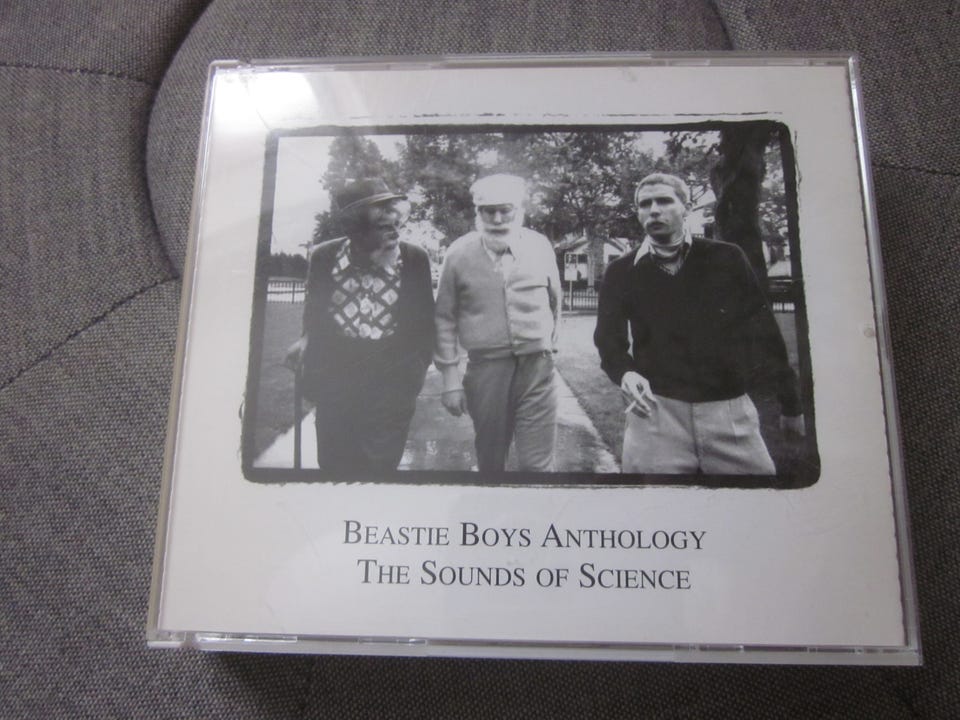 Beastie Boys Anthology
The Sounds of Science